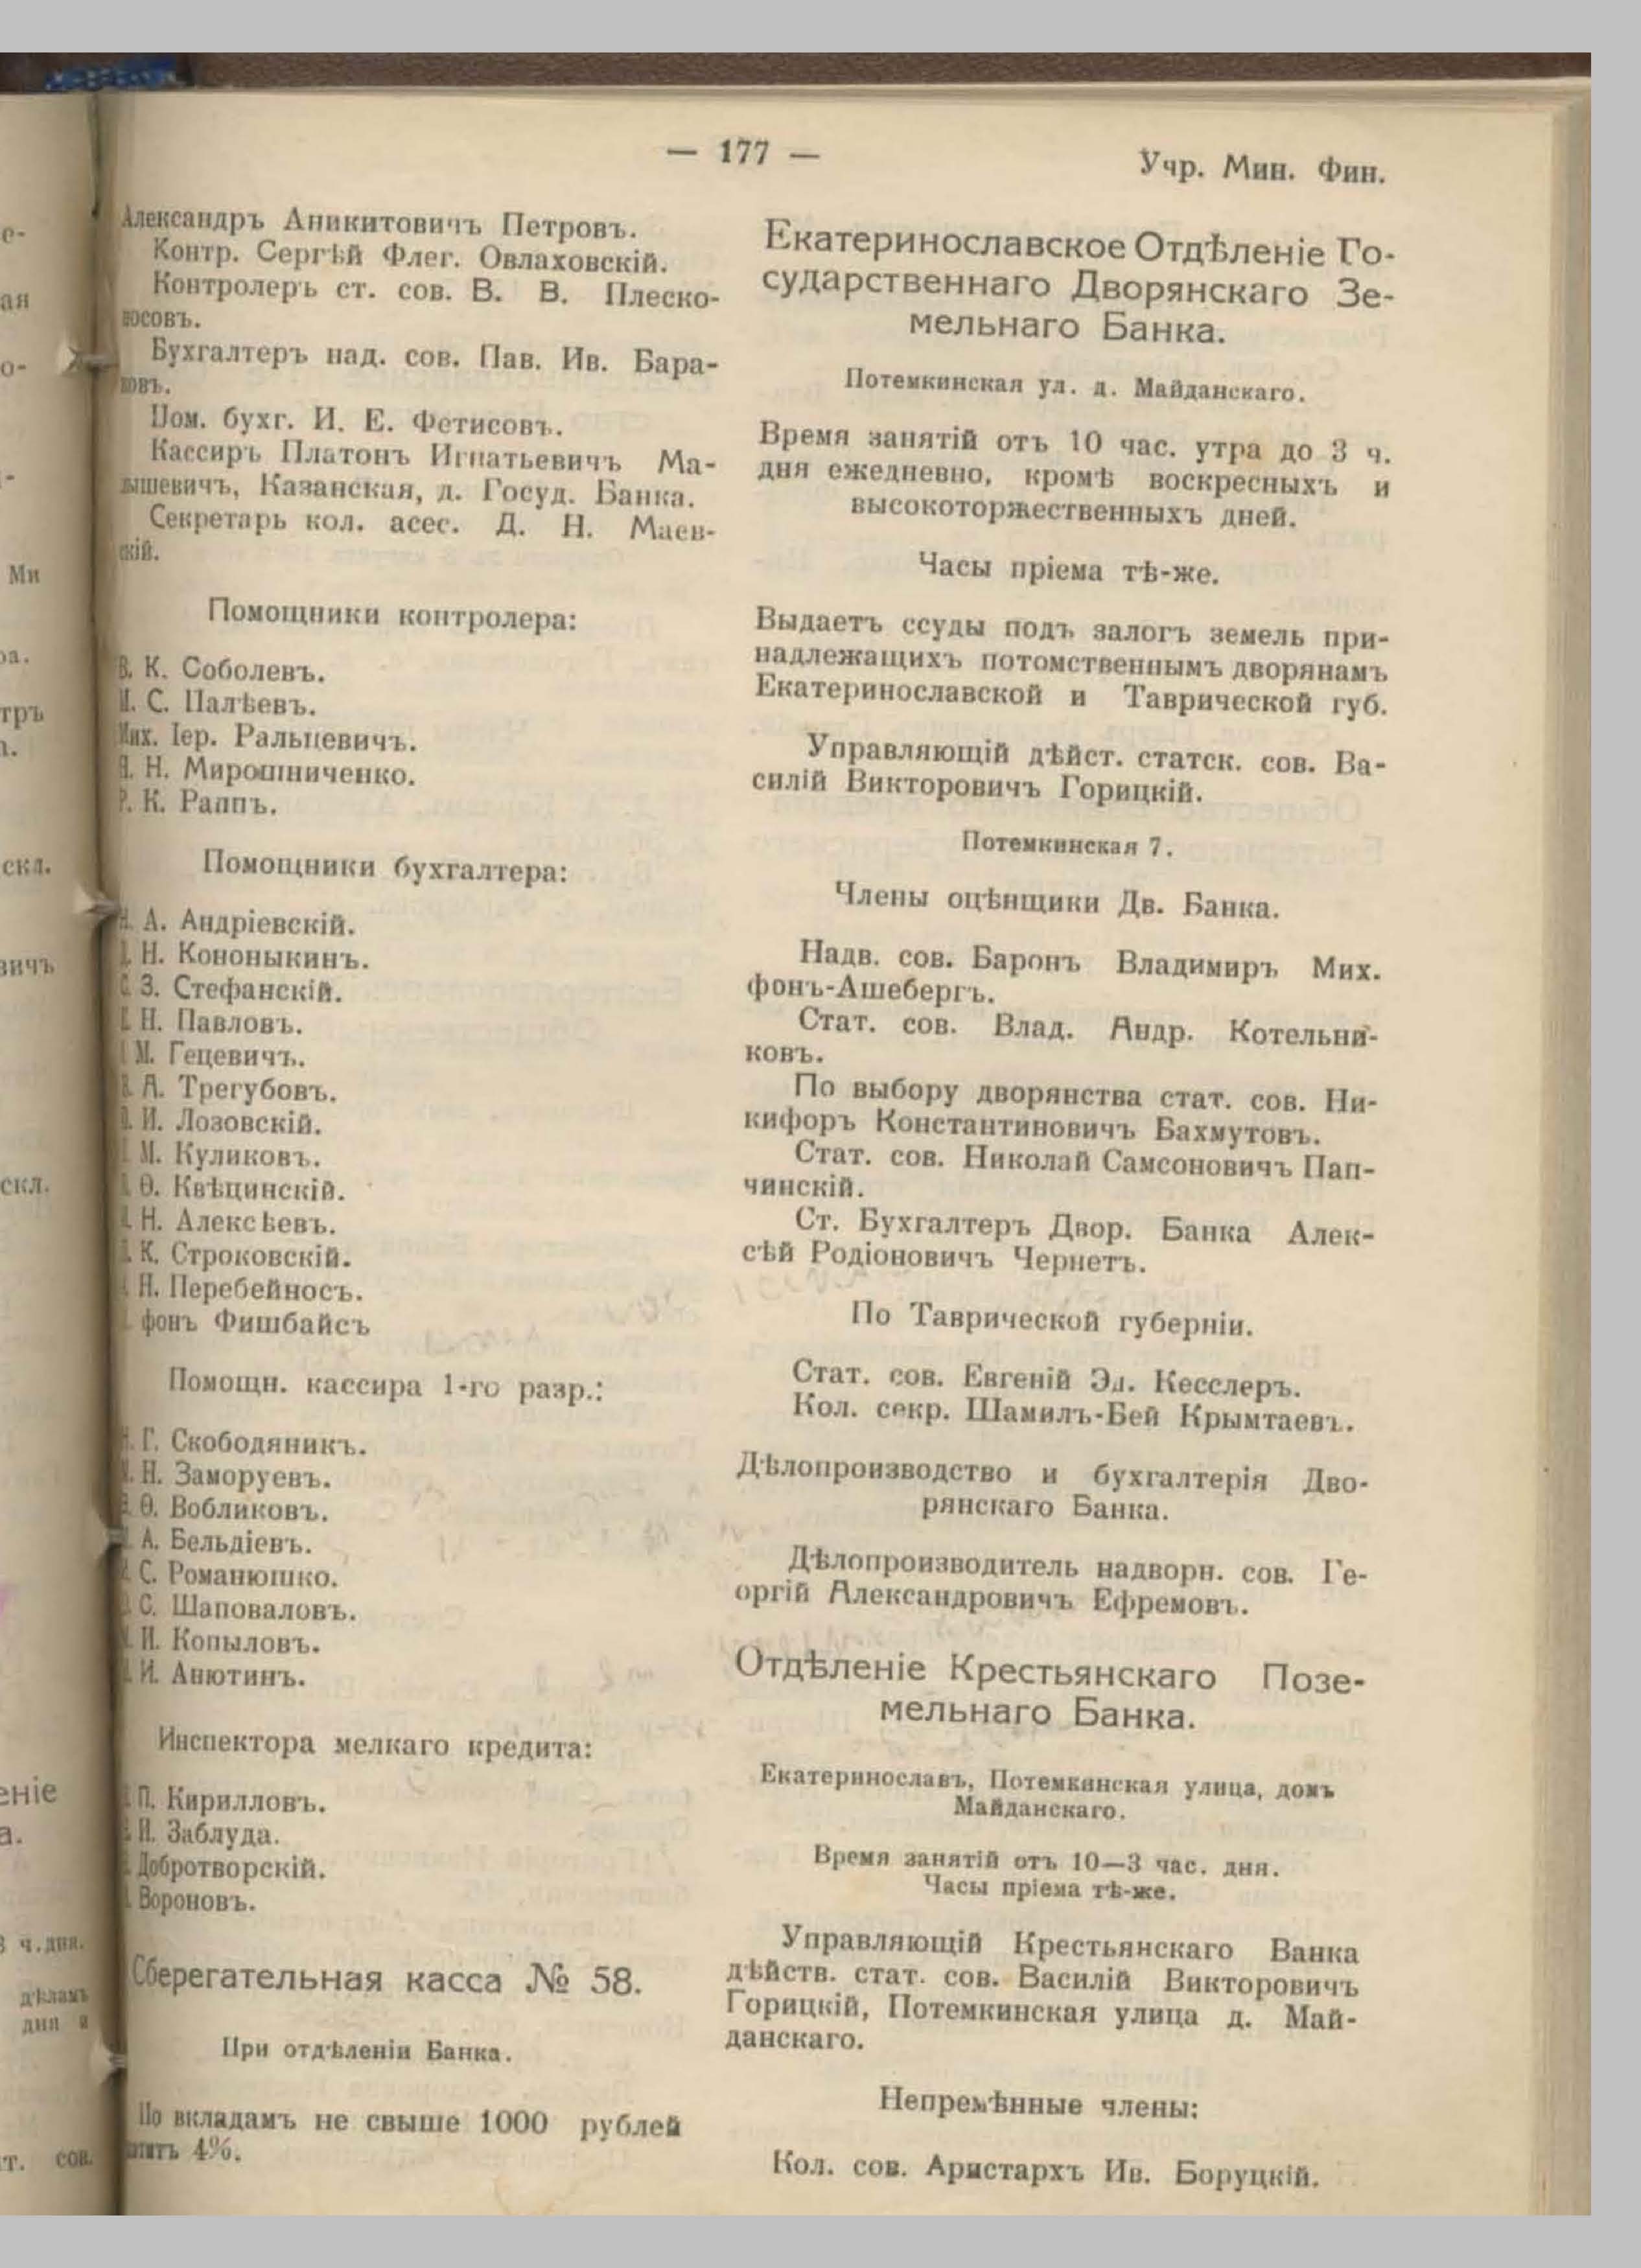 — 177 —
Учр. Мин. Фин.
Александръ Аникитовичъ Петровъ.
Контр. Сергѣй Флег. Овлаховскій.
Контролеръ ст. сов. В. В. Плеско-
носовъ.
Бухгалтеръ над. сов. Пав. Ив. Бара-
новъ.
Пом. бухг. И. Е. Фетисовъ.
Кассиръ Платонъ Игнатьевичъ Ма-
лышевичъ, Казанская, д. Госуд. Банка.
Секретарь кол. асес. Д. Н. Маев-
скій.
Помощники контролера:
В. К. Соболевъ.
С. Палѣевъ.
Мих. Іер. Ральцевичъ.
Н. Мирошниченко.
Р. К. Раппъ.
Помощники бухгалтера:
А. Андріевскій.
Н. Кононыкинъ.
С. З. Стефанскій.
Н. Павловъ.
М. Гецевичъ.
А. Трегубовъ.
И. Лозовскій.
М. Куликовъ.
Ѳ. Квѣцинскій.
Н. Алексѣевъ.
К. Строковскій.
Н. Перебейносъ.
фонъ Фишбайсъ
Помощн. кассира 1-го разр.:
Г. Скободяникъ.
Н. Заморуевъ.
Ѳ. Вобликовъ.
А. Бельдіевъ.
С. Романюшко.
С. Шаповаловъ.
И. Копыловъ.
И. Анютинъ.
Инспектора мелкаго кредита:
П. Кирилловъ.
И. Заблуда.
Добротворскій.
Вороновъ.
Сберегательная касса № 58.
При отдѣленіи Банка.
По вкладамъ не свыше 1000 рублей
4%.
Екатеринославское Отдѣленіе Го-
сударственнаго Дворянскаго Зе-
мельнаго Банка.
Потемкинская ул. д. Майданскаго.
Время занятій отъ 10 час. утра до 3 ч.
дня ежедневно, кромѣ воскресныхъ и
высокоторжественныхъ дней.
Часы пріема тѣ-же.
Выдаетъ ссуды подъ залогъ земель при-
надлежащихъ потомственнымъ дворянамъ
Екатеринославской и Таврической губ.
Управляющій дѣйст. статск. сов. Ва-
силій Викторовичъ Горицкій.
Потемкинская 7.
Члены оцѣнщики Дв. Банка.
Надв. сов. Баронъ Владимиръ Мих.
фонъ-Ашебергъ.
Стат. сов. Влад. Андр. Котельни-
ковъ.
По выбору дворянства стат. сов. Ни-
кифоръ Константиновичъ Бахмутовъ.
Стат. сов. Николай Самсоновичъ Пап-
чинскій.
Ст. Бухгалтеръ Двор. Банка Алек-
сѣй Родіоновичъ Чернетъ.
По Таврической губерніи.
Стат. сов. Евгеній Эд. Кесслеръ.
Кол. секр. Шамилъ-Бей Крымтаевъ.
Дѣлопроизводство и бухгалтерія Дво-
рянскаго Банка.
Дѣлопроизводитель надворн. сов. Ге-
оргій Александровичъ Ефремовъ.
Отдѣленіе Крестьянскаго Позе-
мельнаго Банка.
Екатеринославъ, Потемкинская улица, домъ
Майданскаго.
Время занятій отъ 10—3 час. дня.
Часы пріема тѣ-же.
Управляющій Крестьянскаго Ванка
дѣйств. стат. сов. Василій Викторовичъ
Горицкій, Потемкинская улица д. Май-
данскаго.
Непремѣнные члены:
Кол. сов. Аристархъ Ив. Боруцкій.